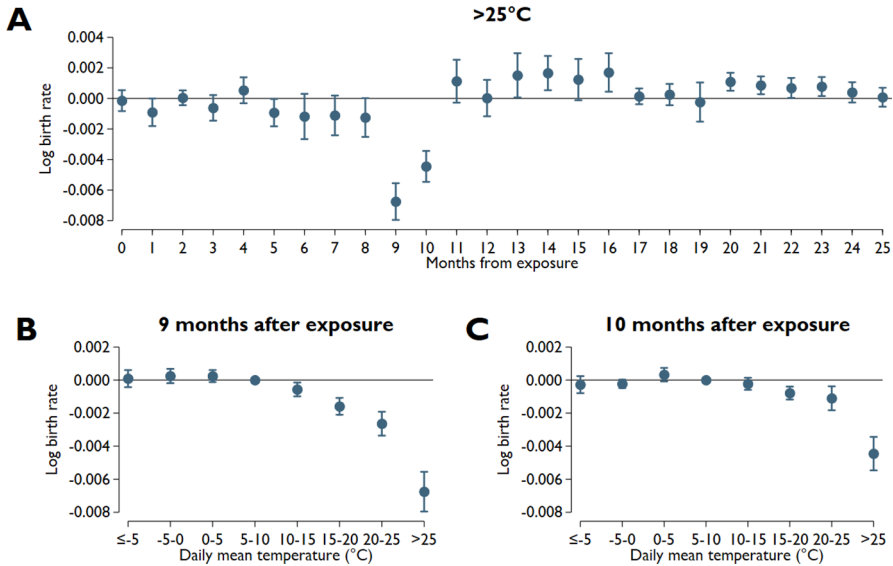 A
>25°C
Log birth rate
0.004
0.002
0.000
-0.002
-0.004
-0.006
-0.008
0 1 2 3 4 5 6 7 8 9 10 11 12 13 14 15 16 17 18 19 20 21 22 23 24 25
Months from exposure
B
9 months after exposure
Log birth rate
0.002
0.000
-0.002
-0.004
-0.006
-0.008
≤-5 -5-0 0-5 5-10 10-15 15-20 20-25 >25
Daily mean temperature (°C)
C
10 months after exposure
Log birth rate
0.002
0.000
-0.002
-0.004
-0.006
-0.008
≤-5 -5-0 0-5 5-10 10-15 15-20 20-25 >25
Daily mean temperature (°C)